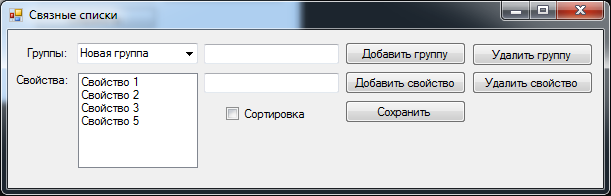 Связные списки
Группы: Новая группа Добавить группу Удалить группу
Свойства: Свойство 1 Добавить свойство Удалить свойство
Свойство 2
Свойство 3
Свойство 5
Сортировка Сохранить